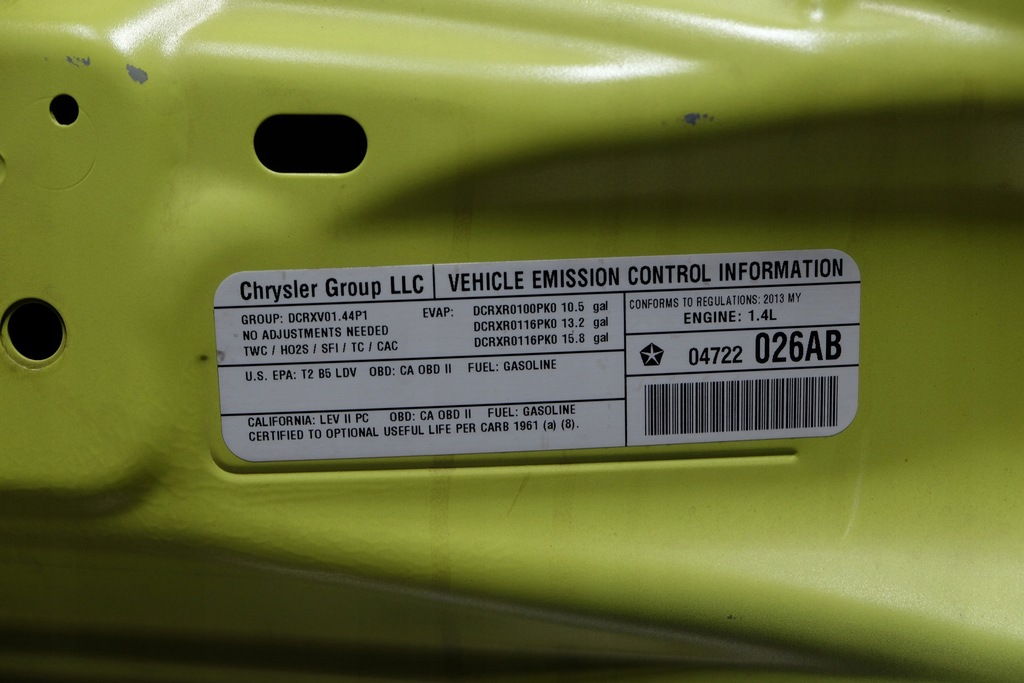 Chrysler Group LLC
VEHICLE EMISSION CONTROL INFORMATION
GROUP: DCRXV01.44P1
NO ADJUSTMENTS NEEDED
TWC / HO2S / SFI / TC / CAC
EVAP: DCRXR0100PK0 10.5 gal
DCRXR0116PK0 13.2 gal
DCRXR0116PK0 15.8 gal
CONFORMS TO REGULATIONS: 2013 MY
ENGINE: 1.4L
04722 026AB
U.S. EPA: T2 B5 LDV OBD: CA OBD II FUEL: GASOLINE
CALIFORNIA: LEV II PC OBD: CA OBD II FUEL: GASOLINE
CERTIFIED TO OPTIONAL USEFUL LIFE PER CARB 1961 (a) (8).